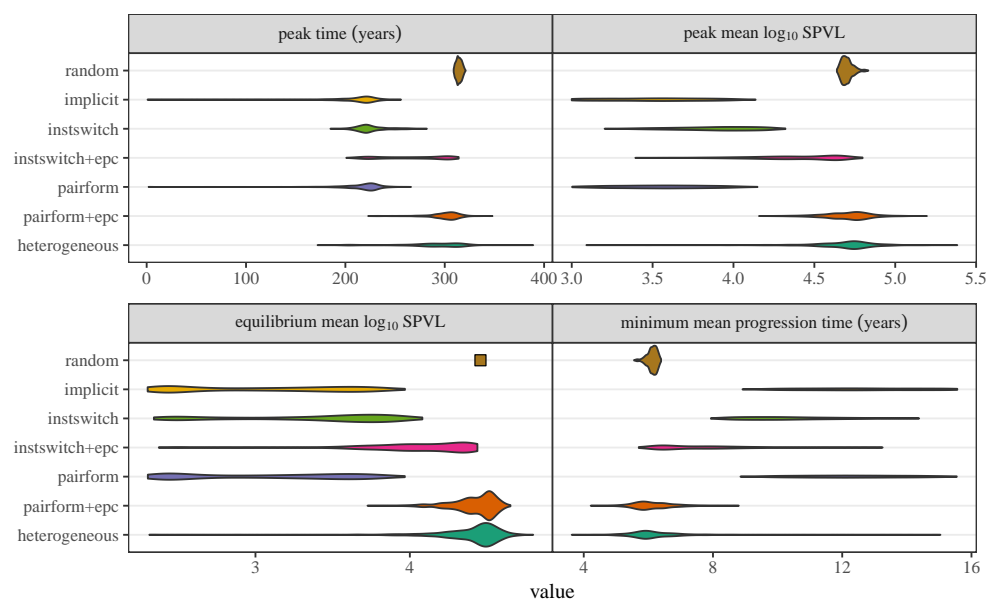 peak time (years) peak mean log₁₀ SPVL
random
implicit
instswitch
instswitch+epc
pairform
pairform+epc
heterogeneous
0 100 200 300 400 3.0 3.5 4.0 4.5 5.0 5.5
equilibrium mean log₁₀ SPVL minimum mean progression time (years)
random
implicit
instswitch
instswitch+epc
pairform
pairform+epc
heterogeneous
3 4 4 8 12 16
value